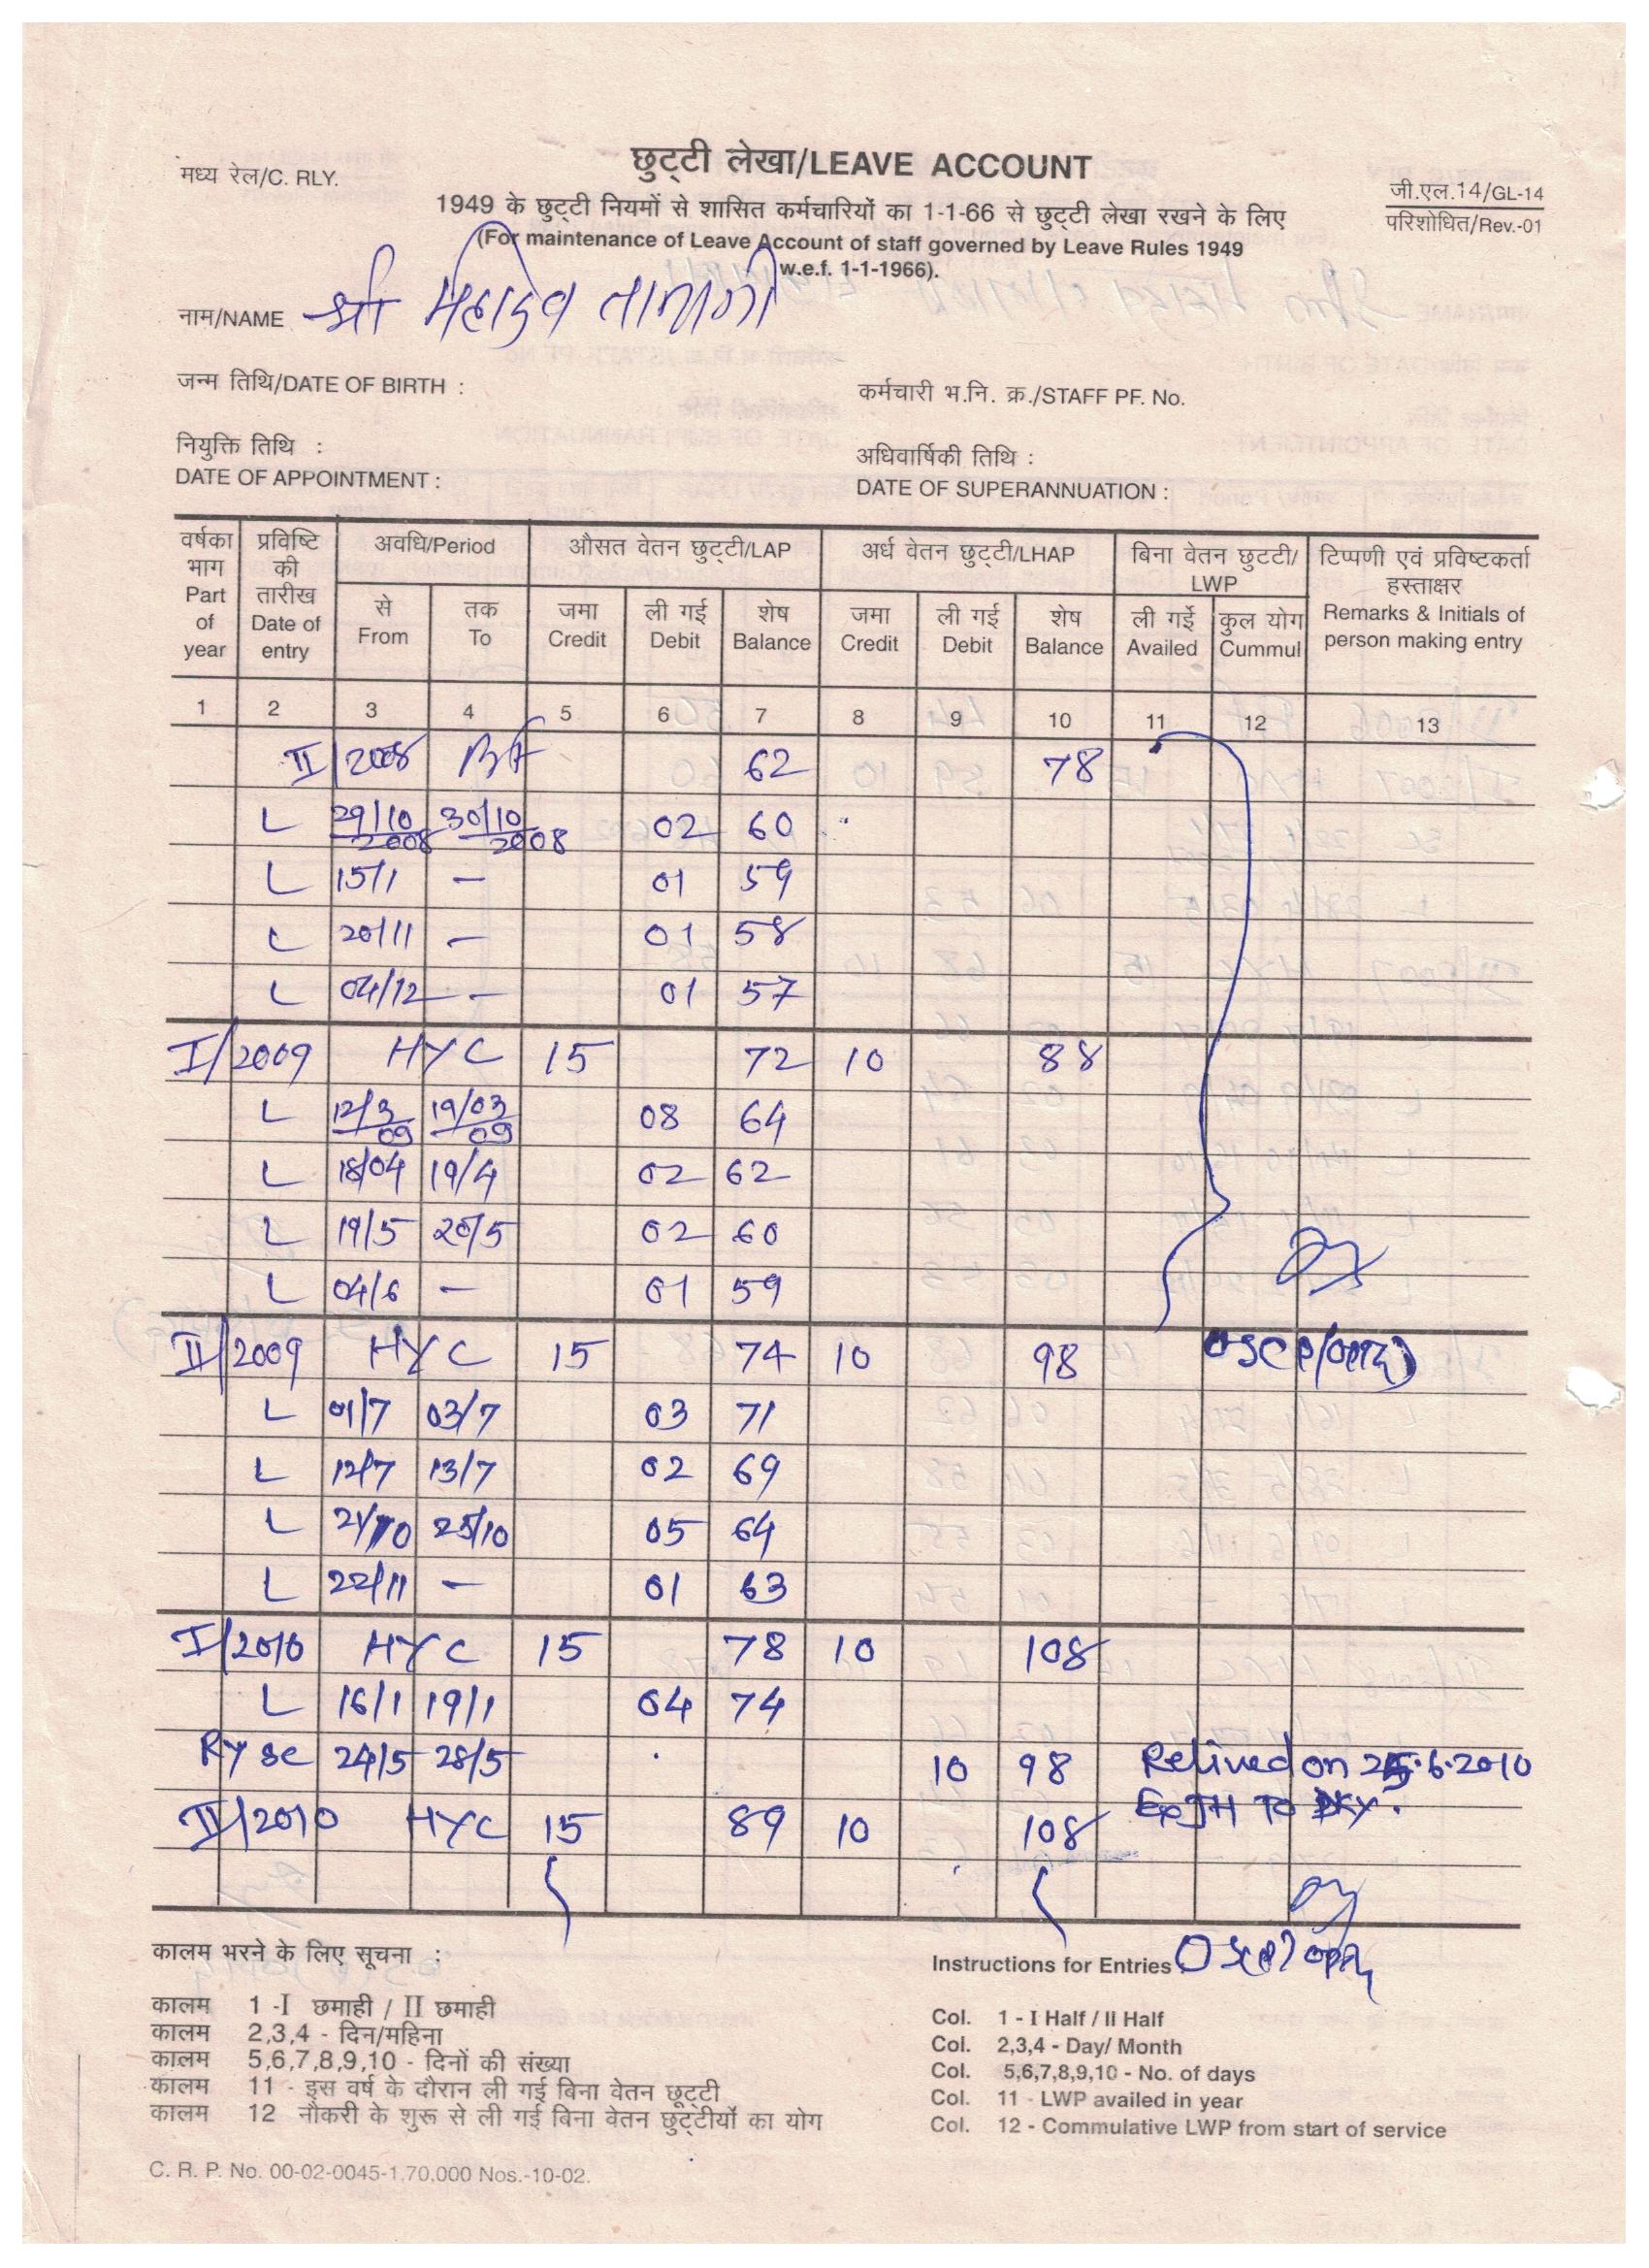 मध्य रेल/C. RLY.
छुट्टी लेखा/LEAVE ACCOUNT
जी.एल.14/GL-14
परिशोधित/Rev.-01
1949 के छुट्टी नियमों से शासित कर्मचारियों का 1-1-66 से छुट्टी लेखा रखने के लिए
(For maintenance of Leave Account of staff governed by Leave Rules 1949
w.e.f. 1-1-1966).
नाम/NAME श्री महादेव
जन्म तिथि/DATE OF BIRTH :
कर्मचारी भ.नि. क्र./STAFF PF. No.
नियुक्ति तिथि :
DATE OF APPOINTMENT :
अधिवार्षिकी तिथि :
DATE OF SUPERANNUATION :
वर्षका भाग Part of year
प्रविष्टि की तारीख Date of entry
अवधि/Period
से From
तक To
औसत वेतन छुट्टी/LAP
जमा Credit
ली गई Debit
शेष Balance
अर्ध वेतन छुट्टी/LHAP
जमा Credit
ली गई Debit
शेष Balance
बिना वेतन छुटटी/ LWP
ली गई Availed
कुल योग Cummul
टिप्पणी एवं प्रविष्टकर्ता हस्ताक्षर
Remarks & Initials of person making entry
1 2 3 4 5 6 7 8 9 10 11 12 13
II/2008 B/f 62 78
L 29/10 2008 30/10 2008 02 60
L 15/1 – 01 59
L 20/11 – 01 58
L 04/12 – 01 57
I/2009 HYC 15 72 10 88
L 12/3 09 19/03 09 08 64
L 18/04 19/4 02 62
L 19/5 20/5 02 60
L 04/6 – 01 59
II/2009 HYC 15 74 10 98
L 01/7 03/7 03 71
L 12/7 13/7 02 69
L 21/10 25/10 05 64
L 22/11 – 01 63
I/2010 HYC 15 78 10 108
L 16/1 19/1 04 74
24/5 28/5 10 98 Relived on 25.6.2010
II/2010 HYC 15 89 10 108
कालम भरने के लिए सूचना :
कालम 1 -I छमाही / II छमाही
कालम 2,3,4 - दिन/महिना
कालम 5,6,7,8,9,10 - दिनों की संख्या
कालम 11 - इस वर्ष के दौरान ली गई बिना वेतन छूट्टी
कालम 12 नौकरी के शुरू से ली गई बिना वेतन छुट्टीयों का योग
Instructions for Entries
Col. 1 - I Half / II Half
Col. 2,3,4 - Day/ Month
Col. 5,6,7,8,9,10 - No. of days
Col. 11 - LWP availed in year
Col. 12 - Commulative LWP from start of service
C. R. P. No. 00-02-0045-1,70,000 Nos.-10-02.